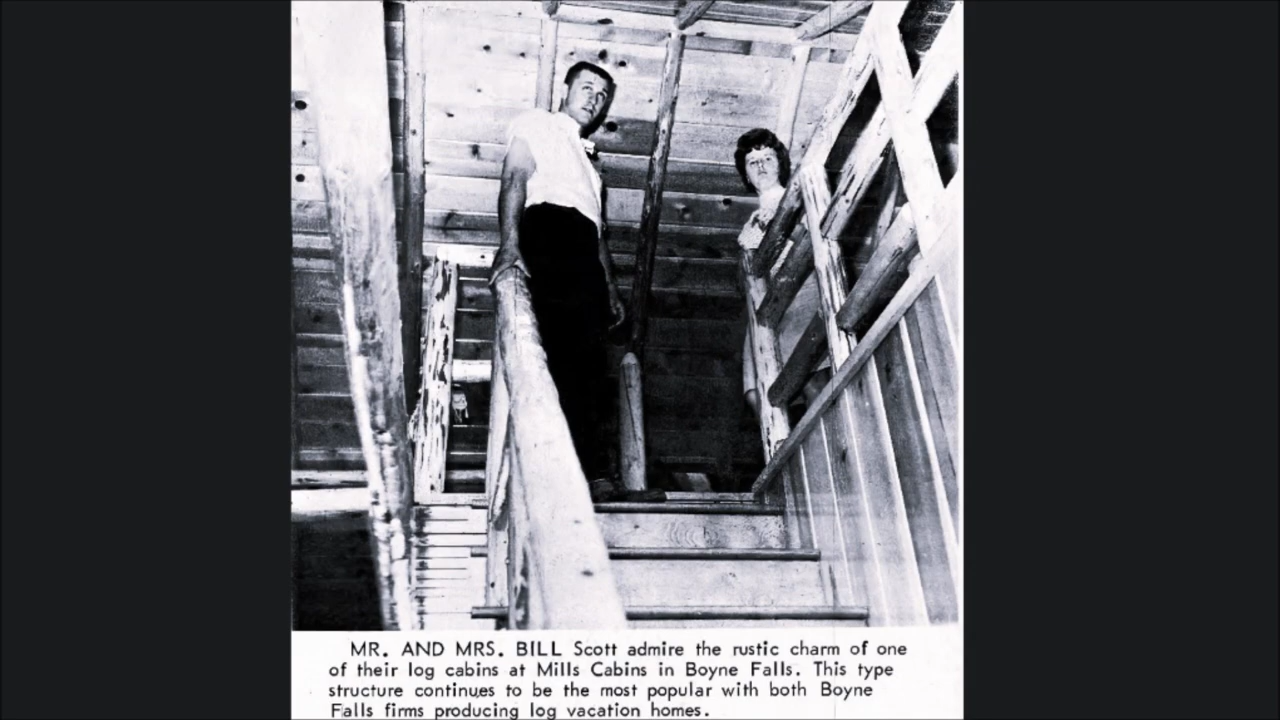 MR. AND MRS. BILL Scott admire the rustic charm of one
of their log cabins at Mills Cabins in Boyne Falls. This type
structure continues to be the most popular with both Boyne
Falls firms producing log vacation homes.